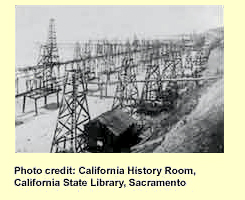 Photo credit: California History Room,
California State Library, Sacramento